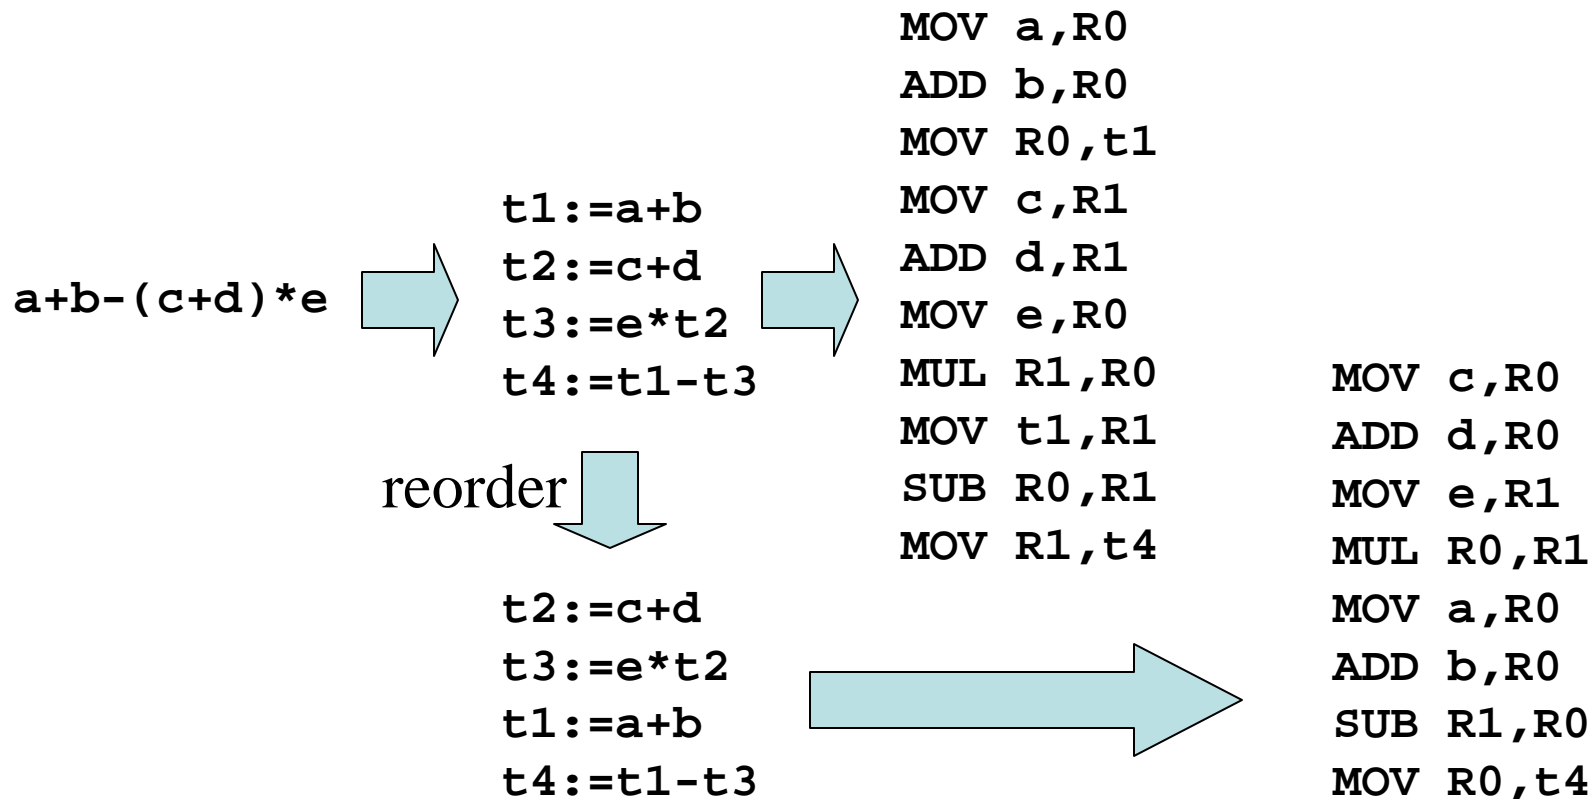 a+b-(c+d)*e
t1:=a+b
t2:=c+d
t3:=e*t2
t4:=t1-t3
MOV a,R0
ADD b,R0
MOV R0,t1
MOV c,R1
ADD d,R1
MOV e,R0
MUL R1,R0
MOV t1,R1
SUB R0,R1
MOV R1,t4
reorder
t2:=c+d
t3:=e*t2
t1:=a+b
t4:=t1-t3
MOV c,R0
ADD d,R0
MOV e,R1
MUL R0,R1
MOV a,R0
ADD b,R0
SUB R1,R0
MOV R0,t4